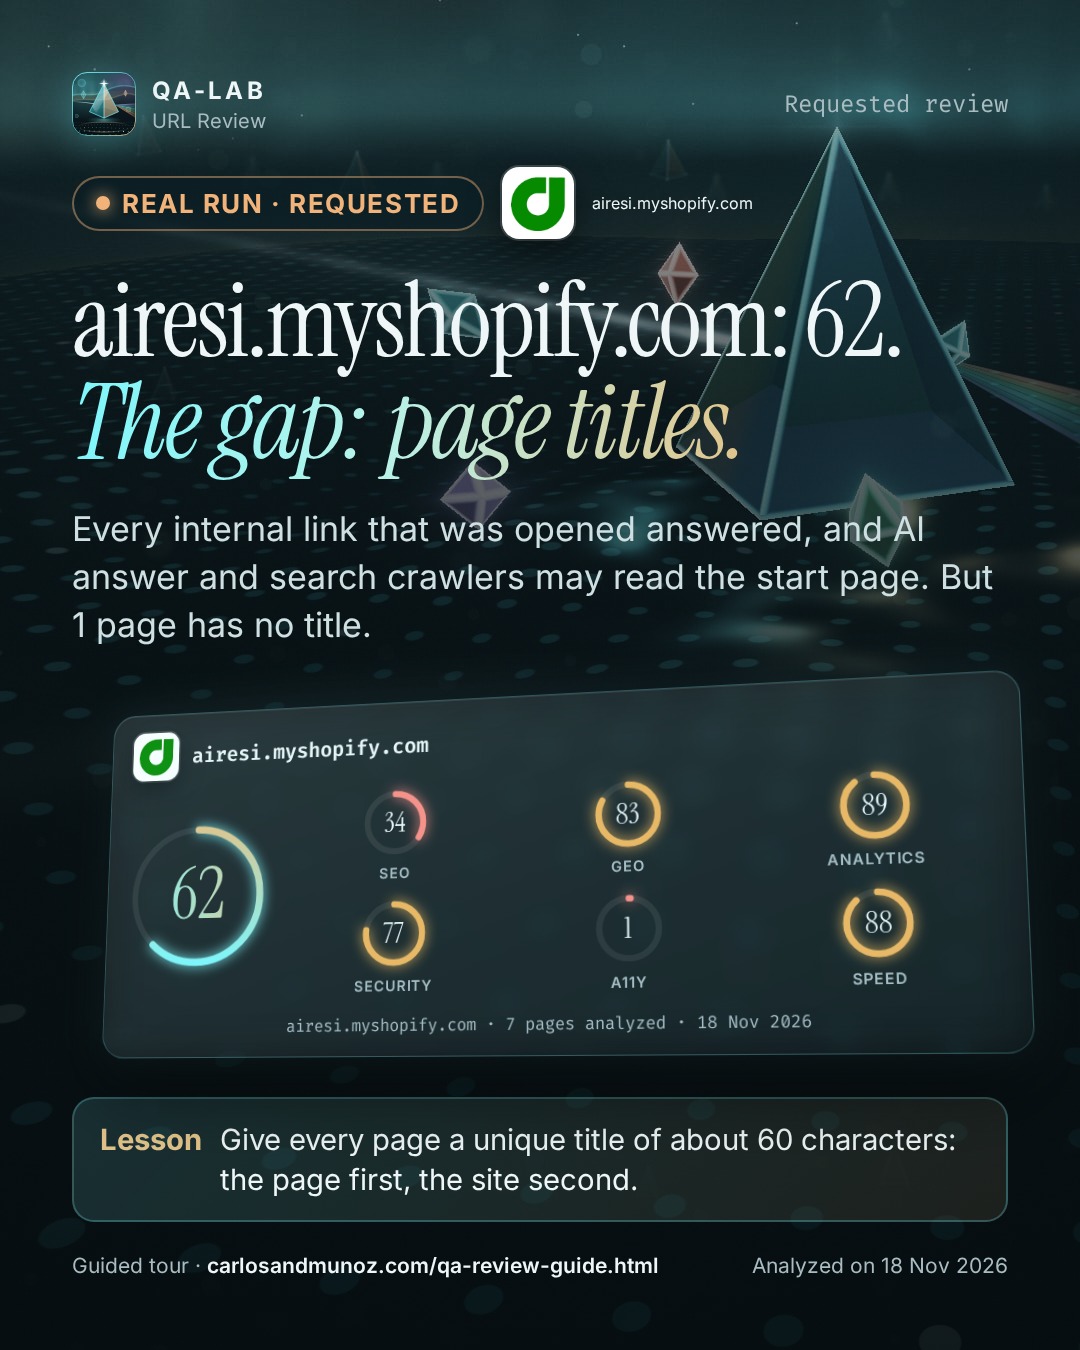 QA-LAB
URL Review
Requested review
REAL RUN · REQUESTED
airesi.myshopify.com
airesi.myshopify.com: 62.
The gap: page titles.
Every internal link that was opened answered, and AI
answer and search crawlers may read the start page. But
1 page has no title.
airesi.myshopify.com
62
34
SEO
83
GEO
89
ANALYTICS
77
SECURITY
1
A11Y
88
SPEED
airesi.myshopify.com · 7 pages analyzed · 18 Nov 2026
Lesson Give every page a unique title of about 60 characters:
the page first, the site second.
Guided tour · carlosandmunoz.com/qa-review-guide.html
Analyzed on 18 Nov 2026